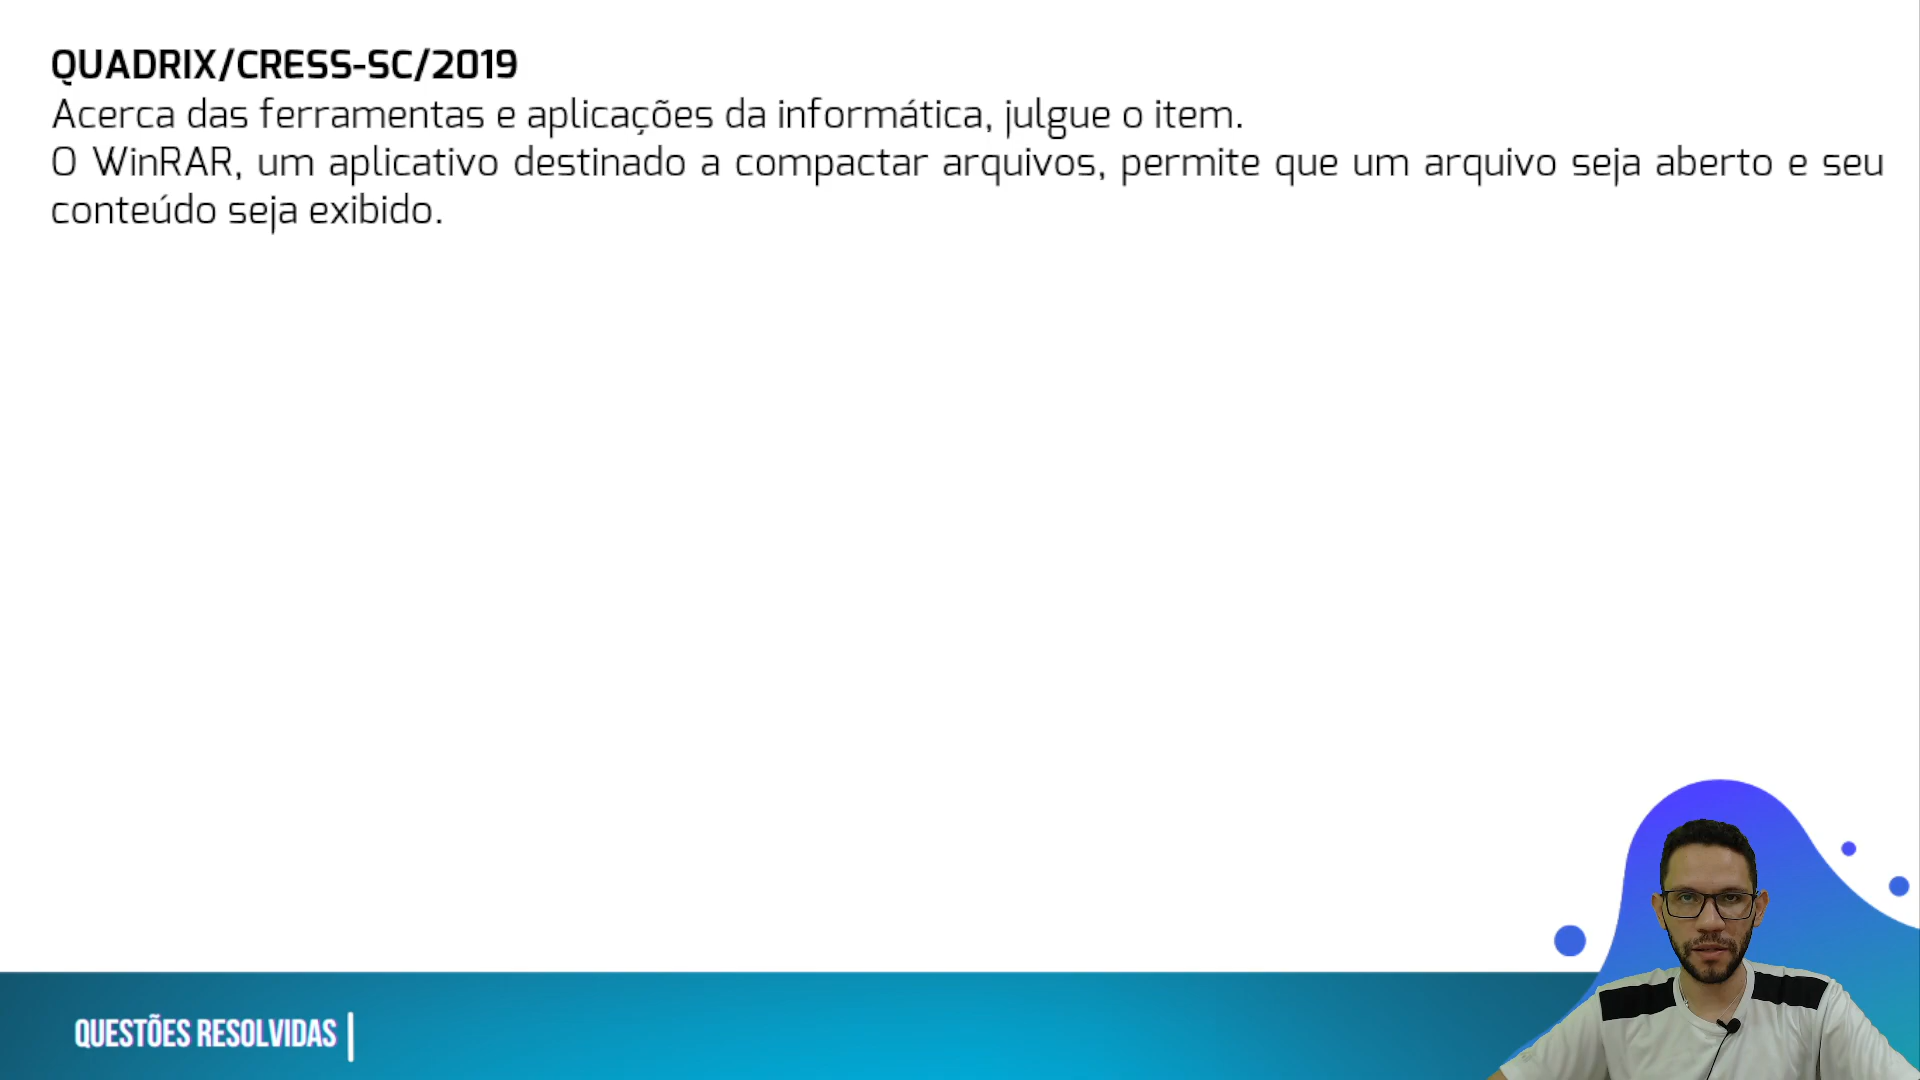 QUADRIX/CRESS-SC/2019
Acerca das ferramentas e aplicações da informática, julgue o item.
O WinRAR, um aplicativo destinado a compactar arquivos, permite que um arquivo seja aberto e seu
conteúdo seja exibido.
QUESTÕES RESOLVIDAS